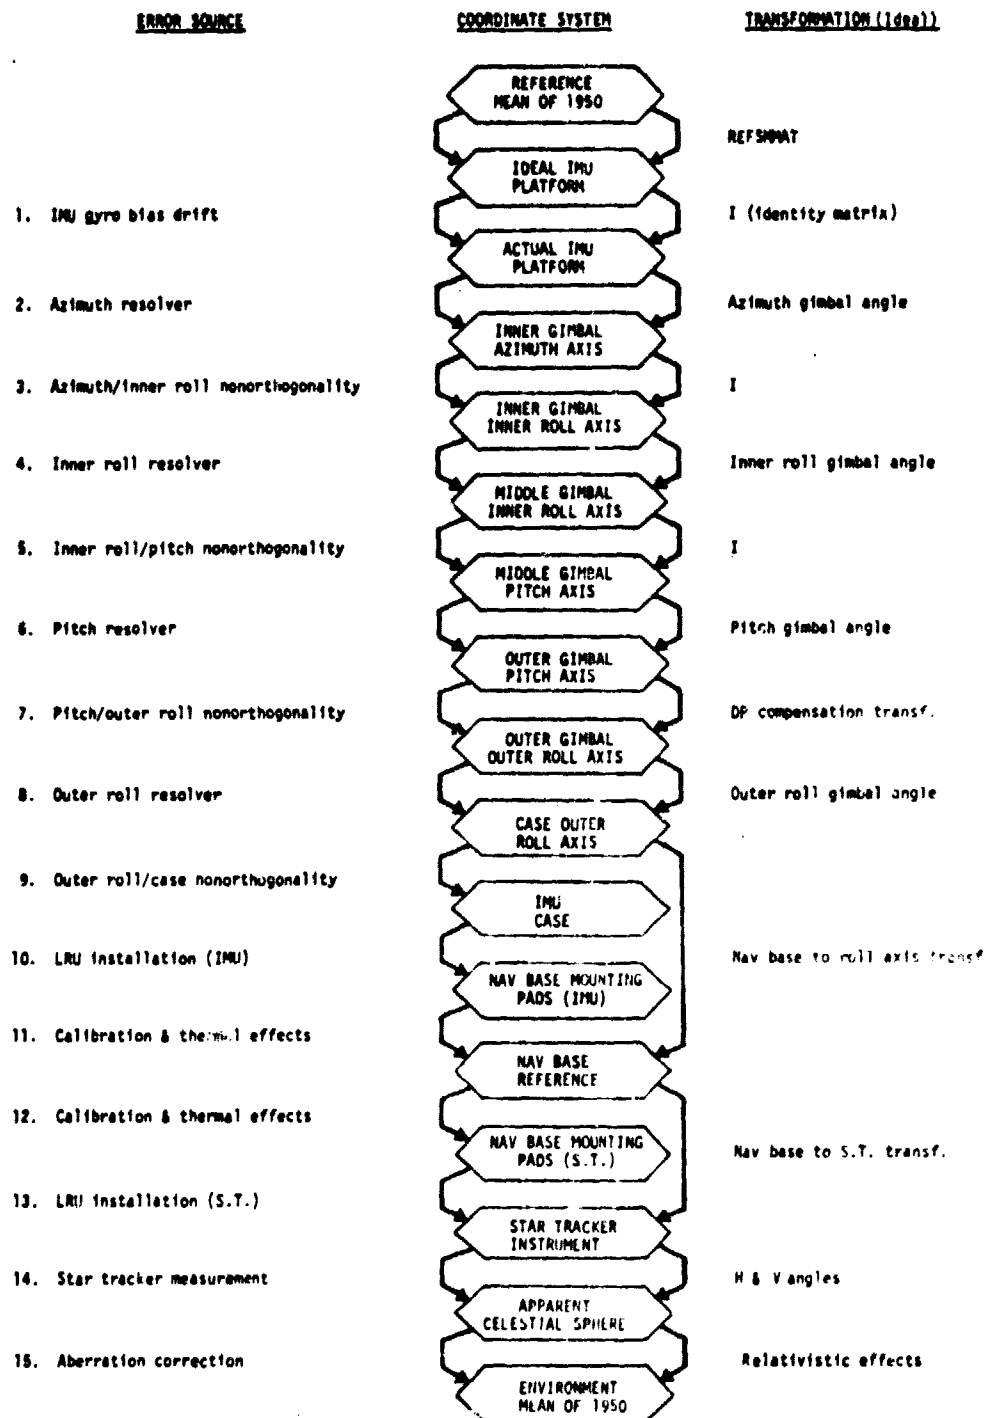 ERROR SOURCE COORDINATE SYSTEM TRANSFORMATION (Ideal)
REFERENCE
MEAN OF 1950
REFSMMAT
IDEAL IMU
PLATFORM
1. IMU gyro bias drift I (identity matrix)
ACTUAL IMU
PLATFORM
2. Azimuth resolver Azimuth gimbal angle
INNER GIMBAL
AZIMUTH AXIS
3. Azimuth/inner roll nonorthogonality I
INNER GIMBAL
INNER ROLL AXIS
4. Inner roll resolver Inner roll gimbal angle
MIDDLE GIMBAL
INNER ROLL AXIS
5. Inner roll/pitch nonorthogonality I
MIDDLE GIMBAL
PITCH AXIS
6. Pitch resolver Pitch gimbal angle
OUTER GIMBAL
PITCH AXIS
7. Pitch/outer roll nonorthogonality DP compensation transf.
OUTER GIMBAL
OUTER ROLL AXIS
8. Outer roll resolver Outer roll gimbal angle
CASE OUTER
ROLL AXIS
9. Outer roll/case nonorthogonality
IMU
CASE
10. LRU installation (IMU) Nav base to roll axis transf
NAV BASE MOUNTING
PADS (IMU)
11. Calibration & thermal effects
NAV BASE
REFERENCE
12. Calibration & thermal effects
NAV BASE MOUNTING
PADS (S.T.) Nav base to S.T. transf.
13. LRU installation (S.T.)
STAR TRACKER
INSTRUMENT
14. Star tracker measurement H & V angles
APPARENT
CELESTIAL SPHERE
15. Aberration correction Relativistic effects
ENVIRONMENT
MEAN OF 1950